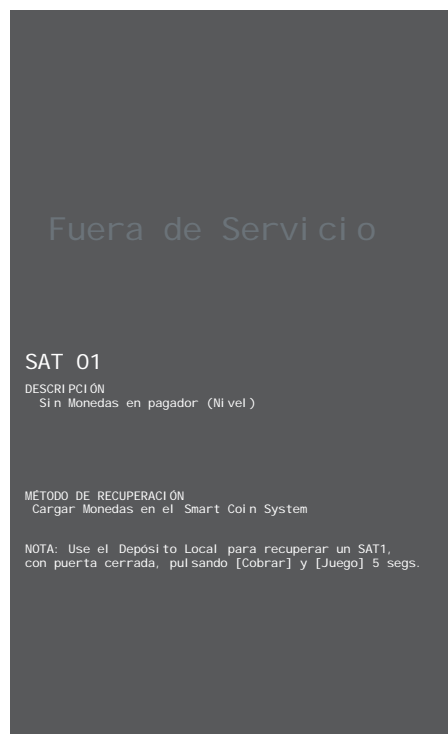 Fuera de Servicio
SAT 01
DESCRIPCIÓN
Sin Monedas en pagador (Nivel)
MÉTODO DE RECUPERACIÓN
Cargar Monedas en el Smart Coin System
NOTA: Use el Depósito Local para recuperar un SAT1,
con puerta cerrada, pulsando [Cobrar] y [Juego] 5 segs.